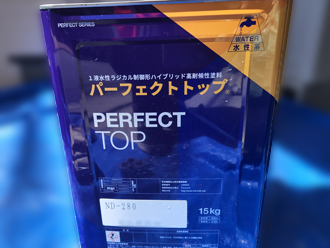 PERFECT SERIES
WATER
水性系
1液水性ラジカル制御形ハイブリッド高耐候性塗料
パーフェクトトップ
PERFECT
TOP
ND-280
15kg